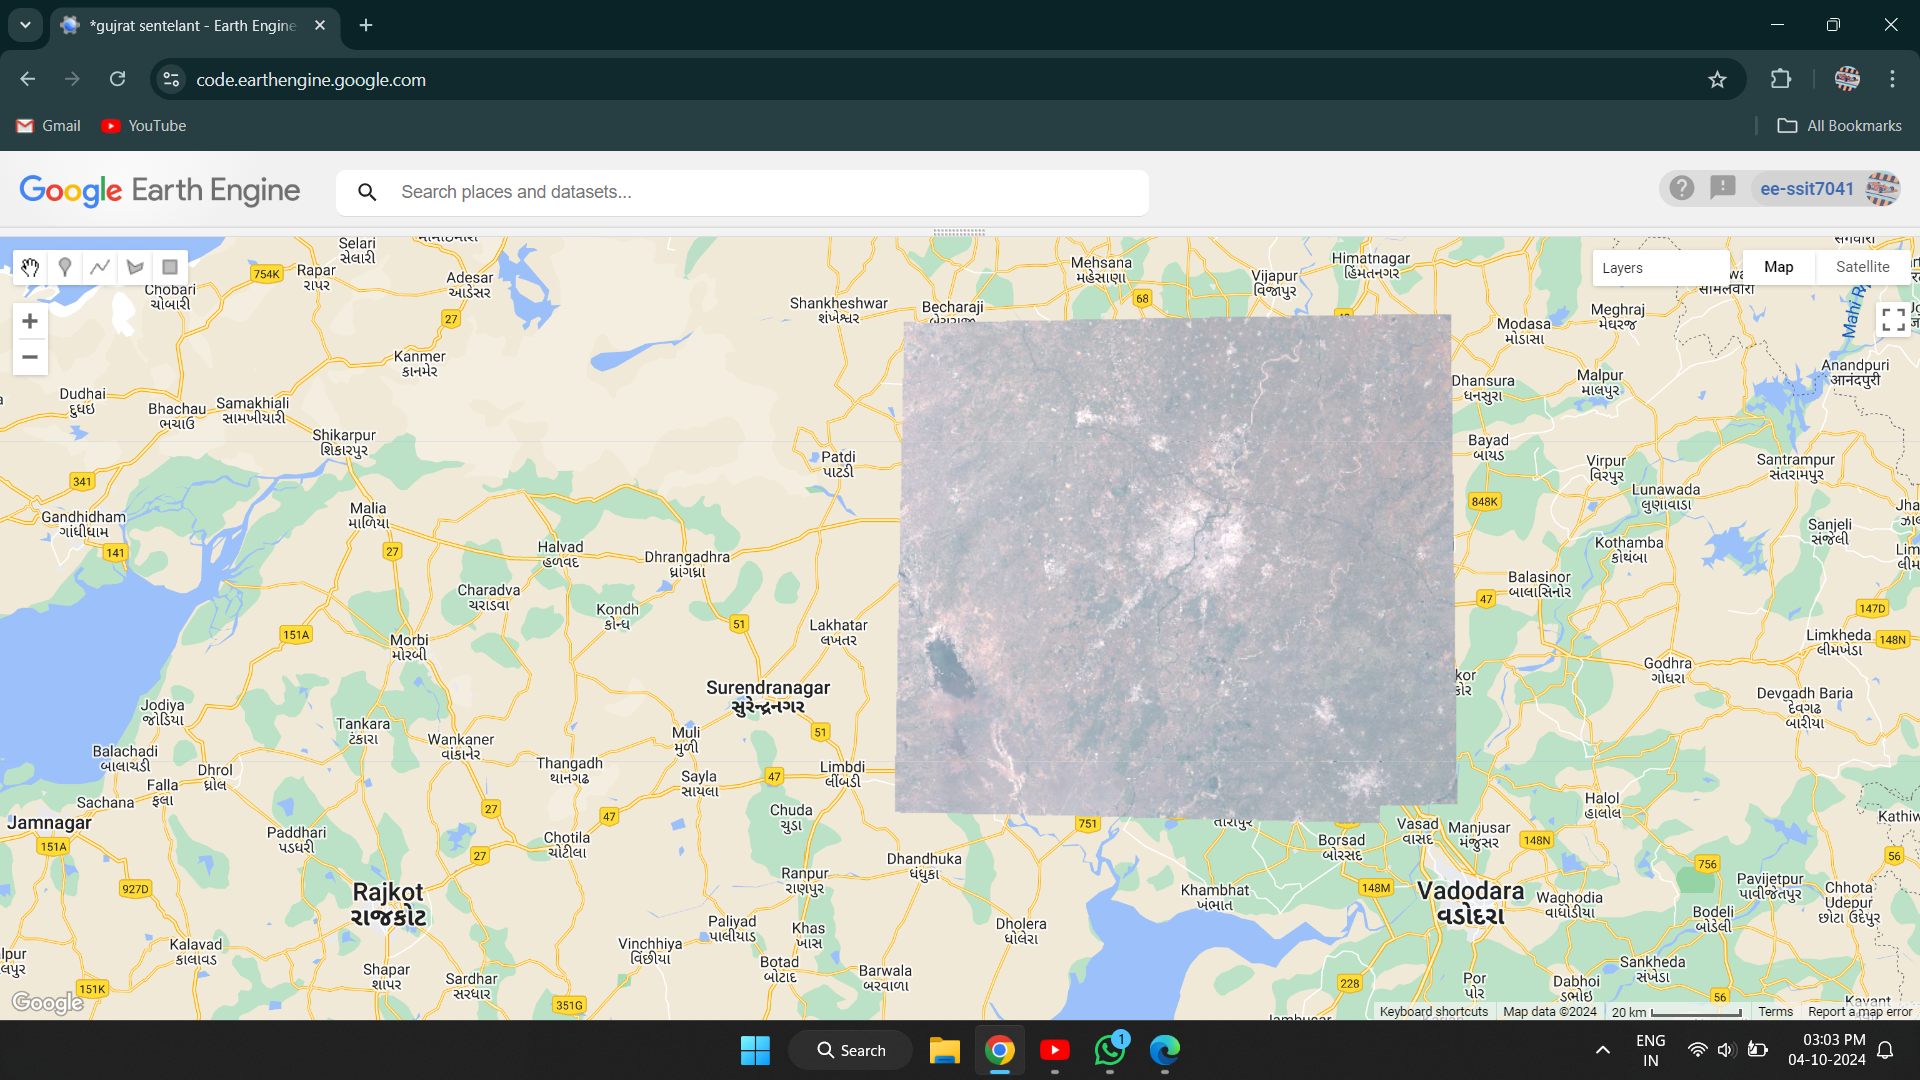 *gujrat sentelant - Earth Engine
code.earthengine.google.com
Gmail
YouTube
All Bookmarks
Google Earth Engine
Search places and datasets...
ee-ssit7041
Layers
Map
Satellite
Selari
સેલારી
754K
Rapar
રાપર
Adesar
આડેસર
Chobari
ચોબારી
27
Shankheshwar
શંખેશ્વર
Becharaji
Mehsana
મહેસાણા
68
Vijapur
વિજાપુર
Himatnagar
હિંમતનગર
Meghraj
મેઘરજ
Modasa
મોડાસા
Mahi
Kanmer
કાનમેર
Dudhai
દુધઇ
Bhachau
ભચાઉ
Samakhiali
સામખીયારી
Shikarpur
શિકારપુર
Patdi
પાટડી
Dhansura
ધનસુરા
Malpur
માલપુર
Anandpuri
आनंदपुरी
Bayad
બાયડ
Virpur
વિરપુર
Santrampur
સંતરામપુર
Lunawada
લુણાવાડા
848K
341
Gandhidham
ગાંધીધામ
141
Malia
માળિયા
27
Halvad
હળવદ
Dhrangadhra
ધ્રાંગધ્રા
Sanjeli
સંજેલી
Kothamba
કોથંબા
Balasinor
બાલાસિનોર
47
147D
Charadva
ચરાડવા
Kondh
કોન્ધ
51
Lakhatar
લખતર
151A
Morbi
મોરબી
Limkheda
લીમખેડા
148N
Godhra
ગોધરા
Surendranagar
સુરેન્દ્રનગર
Devgadh Baria
દેવગઢ
બારીયા
Jodiya
જોડિયા
Tankara
ટંકારા
Wankaner
વાંકાનેર
Muli
મુળી
51
Balachadi
બાલાચડી
Dhrol
ધ્રોલ
Falla
ફલા
Thangadh
થાનગઢ
Sayla
સાયલા
47
Limbdi
લીંબડી
Sachana
Jamnagar
જામનગર
151A
Paddhari
પડધરી
27
47
Chotila
ચોટીલા
27
Chuda
ચુડા
751
તારાપુર
Borsad
બોરસદ
Vasad
વાસદ
Manjusar
મંજુસર
Halol
હાલોલ
148N
56
927D
Rajkot
રાજકોટ
Ranpur
રાણપુર
Dhandhuka
ધંધુકા
Khambhat
ખંભાત
148M
Vadodara
વડોદરા
Waghodia
વાઘોડીયા
756
Pavijetpur
પાવીજેતપુર
Chhota
Udepur
છોટા ઉદેપુર
Bodeli
બોડેલી
Kalavad
કાલાવડ
Shapar
શાપર
Sardhar
સરધાર
Vinchhiya
વિંછીયા
Paliyad
પાલીયાડ
Khas
ખાસ
Botad
બોટાદ
Barwala
બરવાળા
Dholera
ધોલેરા
228
Por
પોર
Dabhoi
ડભોઇ
Sankheda
સંખેડા
56
151K
351G
Google
Keyboard shortcuts
Map data ©2024
20 km
Terms
Report a map error
Search
1
ENG
IN
03:03 PM
04-10-2024